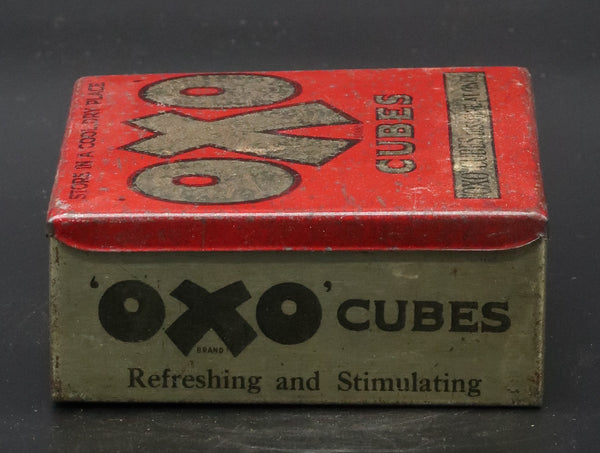 STORE IN A COOL DRY PLACE
'OXO'
CUBES
'OXO' CUBES
BRAND
Refreshing and Stimulating